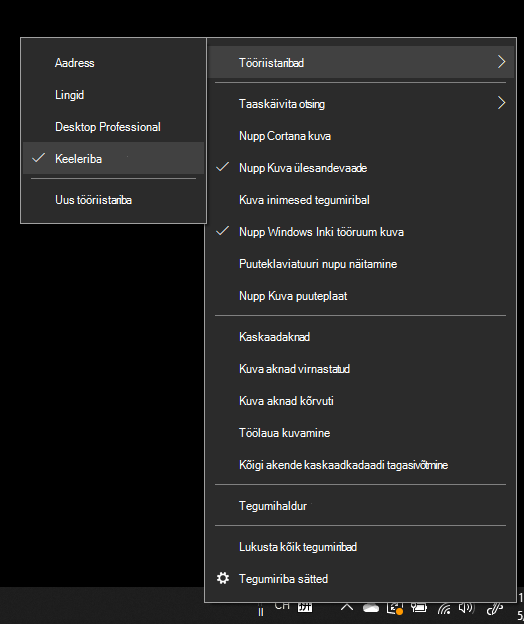 Aadress
Lingid
Desktop Professional
Keeleriba
Uus tööriistariba
Tööriistaribad
Taaskäivita otsing
Nupp Cortana kuva
Nupp Kuva ülesandevaade
Kuva inimesed tegumiribal
Nupp Windows Inki tööruum kuva
Puuteklaviatuuri nupu näitamine
Nupp Kuva puuteplaat
Kaskaadaknad
Kuva aknad virnastatud
Kuva aknad kõrvuti
Töölaua kuvamine
Kõigi akende kaskaadkadaadi tagasivõtmine
Tegumihaldur
Lukusta kõik tegumiribad
Tegumiriba sätted
CH 拼